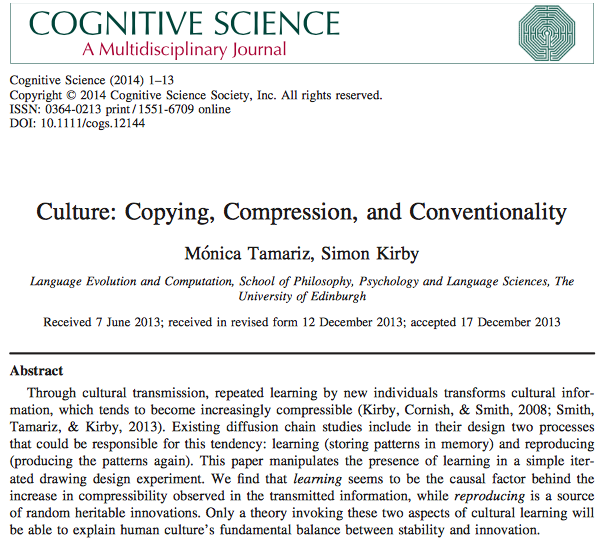 COGNITIVE SCIENCE
A Multidisciplinary Journal
Cognitive Science (2014) 1–13
Copyright © 2014 Cognitive Science Society, Inc. All rights reserved.
ISSN: 0364-0213 print / 1551-6709 online
DOI: 10.1111/cogs.12144
Culture: Copying, Compression, and Conventionality
Mónica Tamariz, Simon Kirby
Language Evolution and Computation, School of Philosophy, Psychology and Language Sciences, The
University of Edinburgh
Received 7 June 2013; received in revised form 12 December 2013; accepted 17 December 2013
Abstract
Through cultural transmission, repeated learning by new individuals transforms cultural infor-
mation, which tends to become increasingly compressible (Kirby, Cornish, & Smith, 2008; Smith,
Tamariz, & Kirby, 2013). Existing diffusion chain studies include in their design two processes
that could be responsible for this tendency: learning (storing patterns in memory) and reproducing
(producing the patterns again). This paper manipulates the presence of learning in a simple iter-
ated drawing design experiment. We find that learning seems to be the causal factor behind the
increase in compressibility observed in the transmitted information, while reproducing is a source
of random heritable innovations. Only a theory invoking these two aspects of cultural learning will
be able to explain human culture's fundamental balance between stability and innovation.